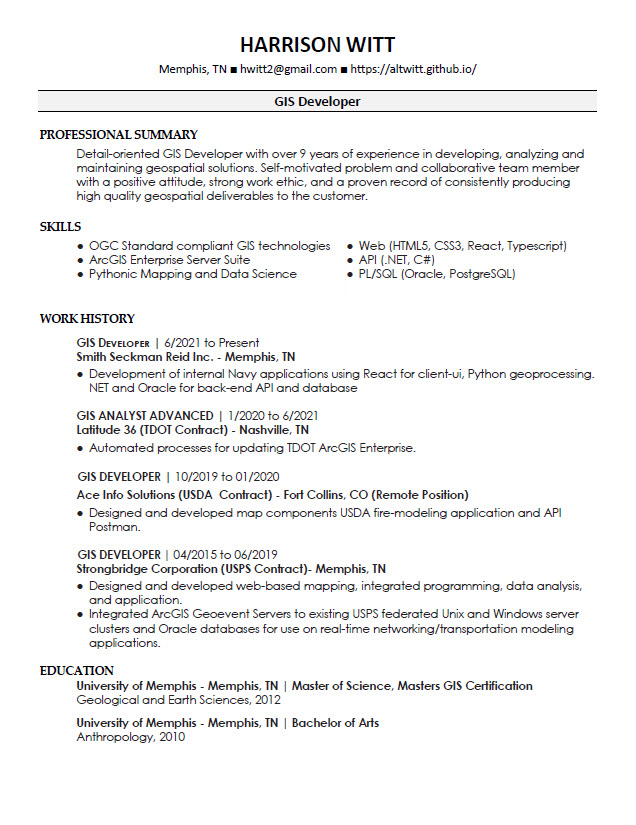 HARRISON WITT
Memphis, TN ■ hwitt2@gmail.com ■ https://altwitt.github.io/
GIS Developer
PROFESSIONAL SUMMARY
Detail-oriented GIS Developer with over 9 years of experience in developing, analyzing and
maintaining geospatial solutions. Self-motivated problem and collaborative team member
with a positive attitude, strong work ethic, and a proven record of consistently producing
high quality geospatial deliverables to the customer.
SKILLS
● OGC Standard compliant GIS technologies
● ArcGIS Enterprise Server Suite
● Pythonic Mapping and Data Science
● Web (HTML5, CSS3, React, Typescript)
● API (.NET, C#)
● PL/SQL (Oracle, PostgreSQL)
WORK HISTORY
GIS DEVELOPER | 6/2021 to Present
Smith Seckman Reid Inc. - Memphis, TN
● Development of internal Navy applications using React for client-ui, Python geoprocessing.
NET and Oracle for back-end API and database
GIS ANALYST ADVANCED | 1/2020 to 6/2021
Latitude 36 (TDOT Contract) - Nashville, TN
● Automated processes for updating TDOT ArcGIS Enterprise.
GIS DEVELOPER | 10/2019 to 01/2020
Ace Info Solutions (USDA Contract) - Fort Collins, CO (Remote Position)
● Designed and developed map components USDA fire-modeling application and API
Postman.
GIS DEVELOPER | 04/2015 to 06/2019
Strongbridge Corporation (USPS Contract)- Memphis, TN
● Designed and developed web-based mapping, integrated programming, data analysis,
and application.
● Integrated ArcGIS Geoevent Servers to existing USPS federated Unix and Windows server
clusters and Oracle databases for use on real-time networking/transportation modeling
applications.
EDUCATION
University of Memphis - Memphis, TN | Master of Science, Masters GIS Certification
Geological and Earth Sciences, 2012
University of Memphis - Memphis, TN | Bachelor of Arts
Anthropology, 2010